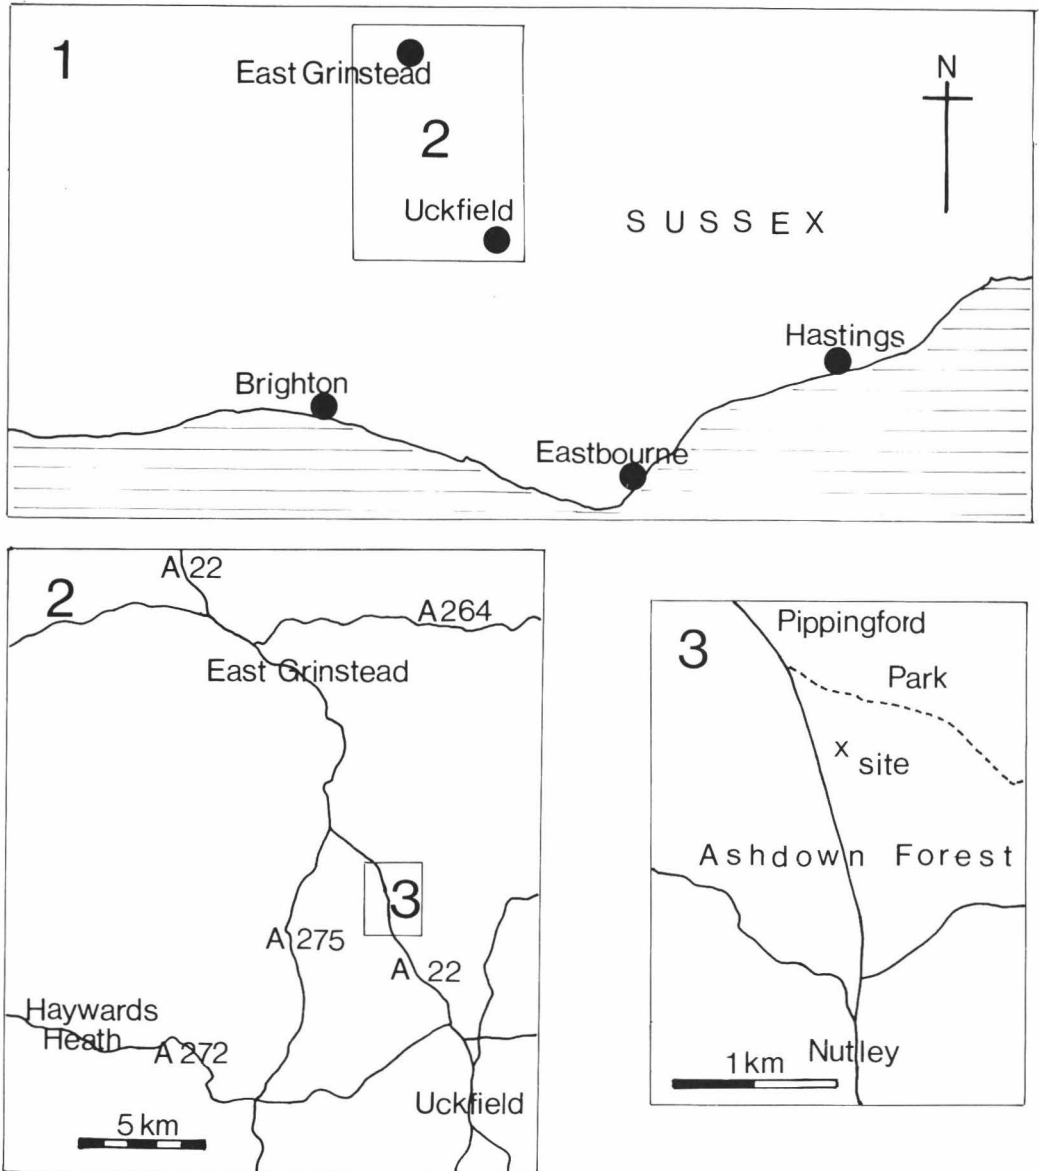 1
East Grinstead
N
2
Uckfield
SUSSEX
Hastings
Brighton
Eastbourne
2
A 22
A 264
East Grinstead
3
A 275
A 22
Haywards
Heath
A 272
Uckfield
5 km
3
Pippingford
Park
x site
Ashdown Forest
Nutley
1 km